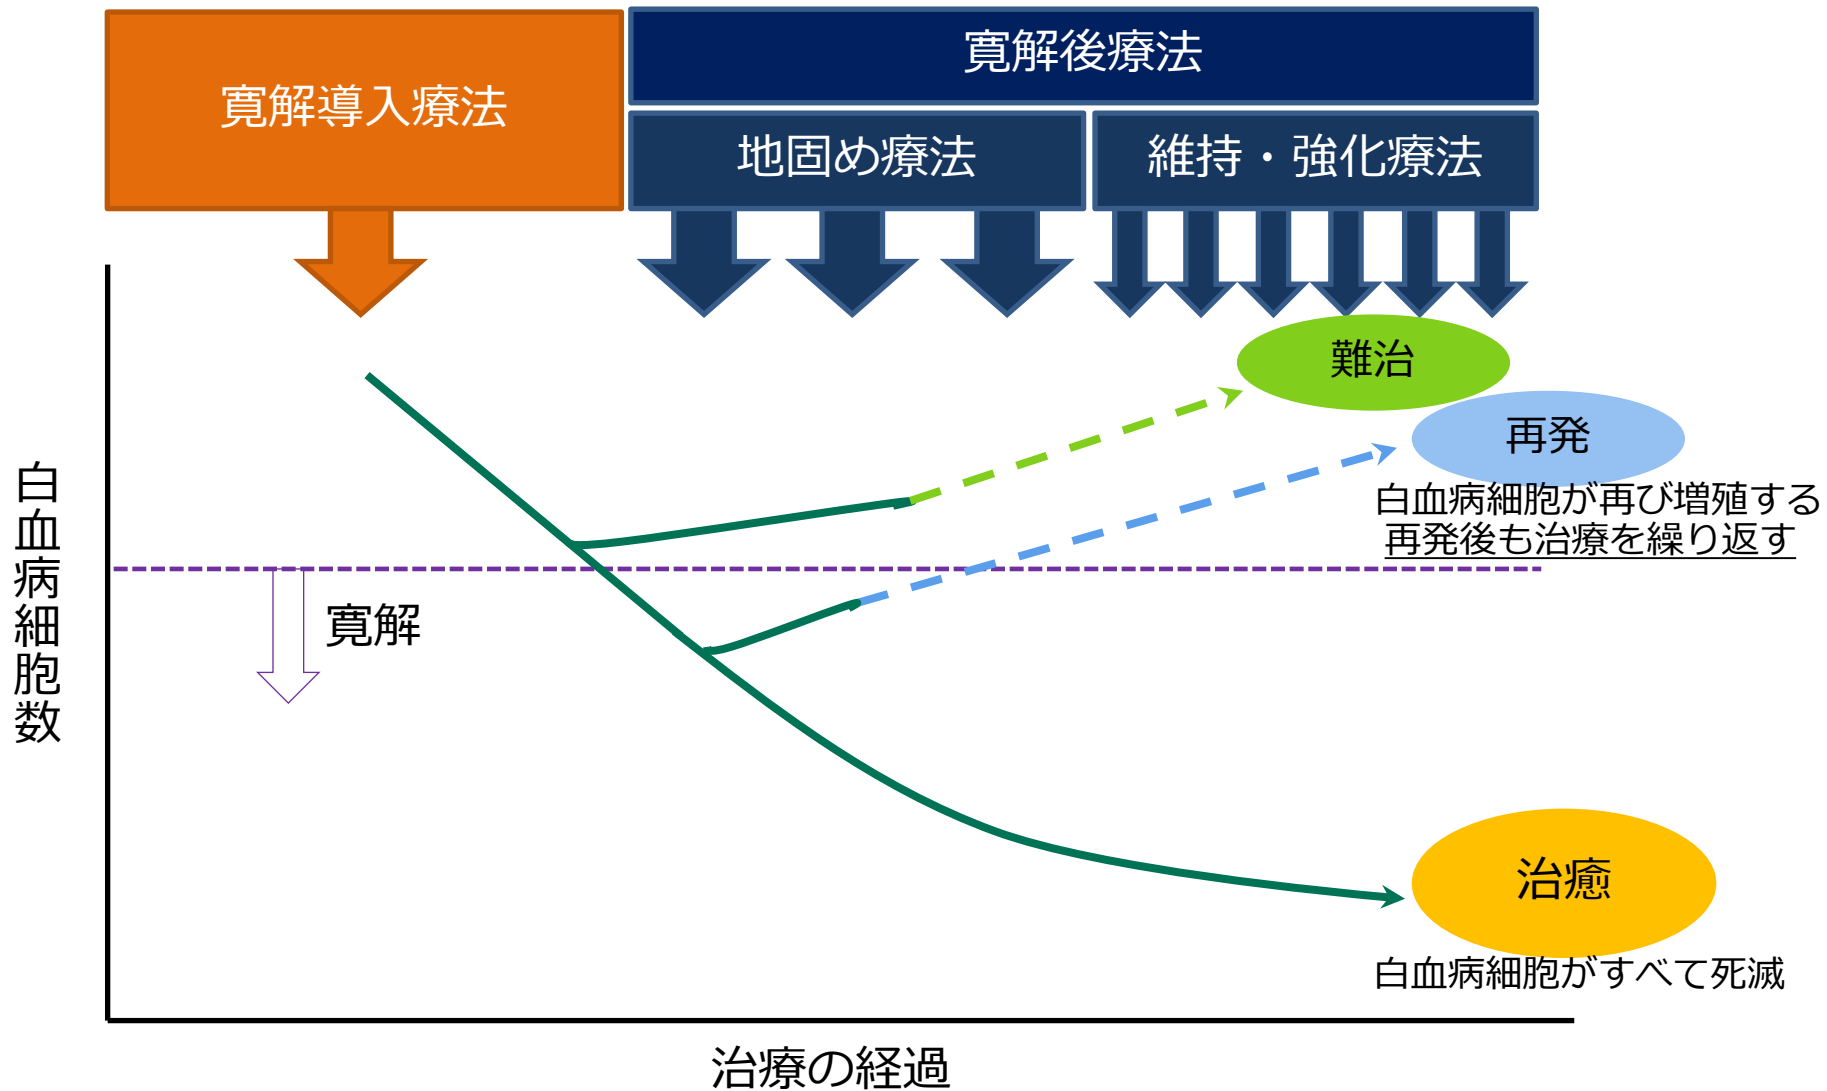 寛解導入療法
寛解後療法
地固め療法
維持・強化療法
難治
再発
白血病細胞が再び増殖する
再発後も治療を繰り返す
白血病細胞数
寛解
治癒
白血病細胞がすべて死滅
治療の経過